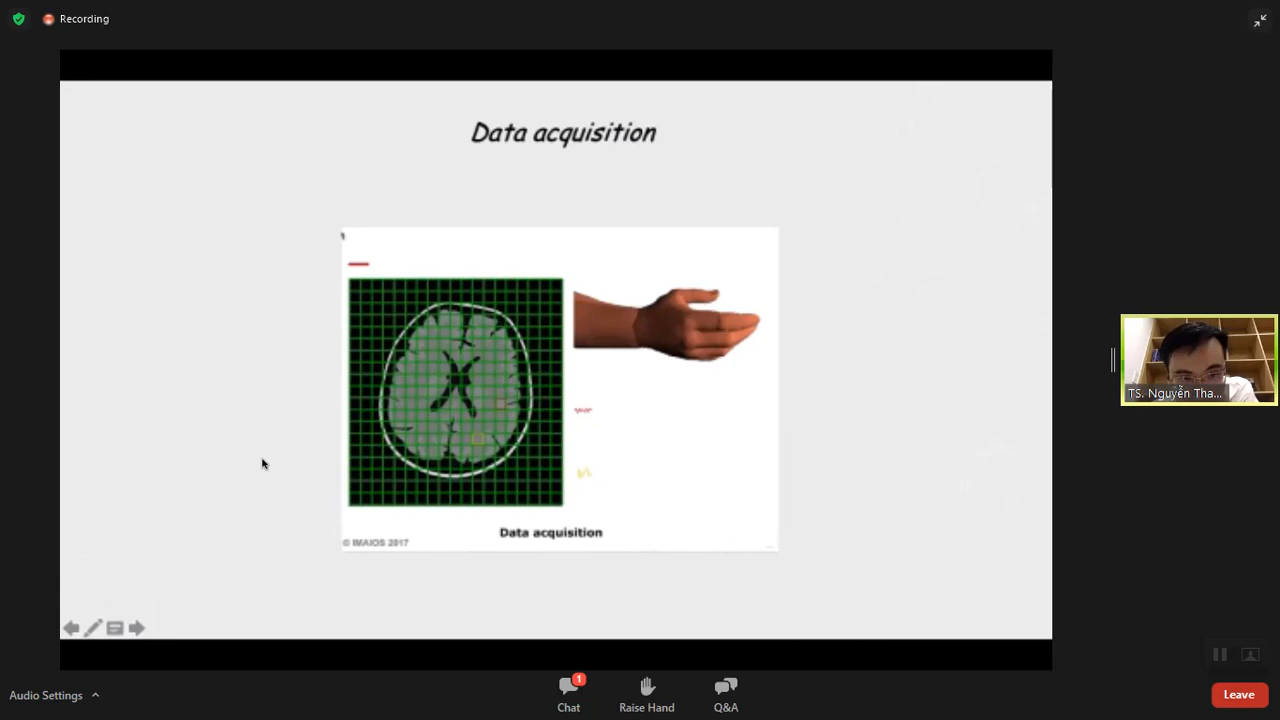 Recording
Data acquisition
Data acquisition
© IMAIOS 2017
TS. Nguyễn Tha...
Audio Settings
1
Chat
Raise Hand
Q&A
Leave